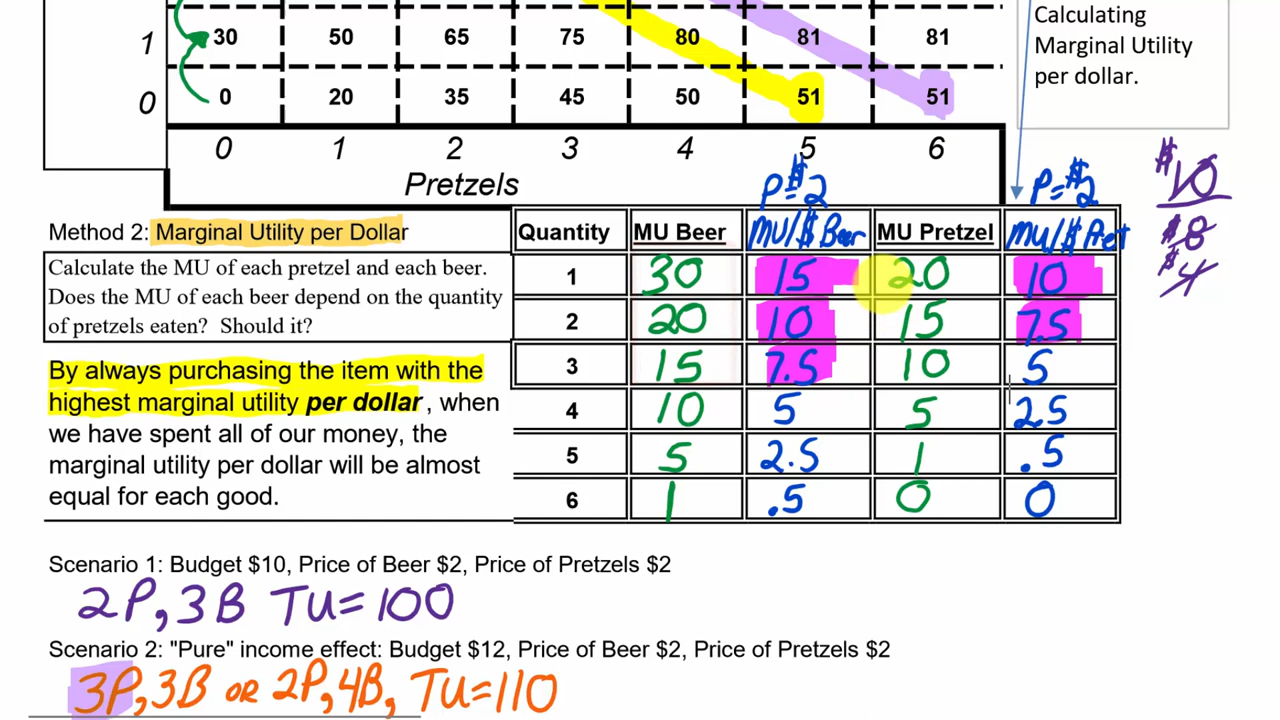 1 30 50 65 75 80 81 81
0 0 20 35 45 50 51 51
0 1 2 3 4 5 6
Pretzels
Calculating
Marginal Utility
per dollar.
P=$2 P=$2
$10
$8
$4
Method 2: Marginal Utility per Dollar
Calculate the MU of each pretzel and each beer.
Does the MU of each beer depend on the quantity
of pretzels eaten? Should it?
By always purchasing the item with the
highest marginal utility per dollar, when
we have spent all of our money, the
marginal utility per dollar will be almost
equal for each good.
Quantity MU Beer MU/$ Beer MU Pretzel MU/$ Pret
1 30 15 20 10
2 20 10 15 7.5
3 15 7.5 10 5
4 10 5 5 2.5
5 5 2.5 1 .5
6 1 .5 0 0
Scenario 1: Budget $10, Price of Beer $2, Price of Pretzels $2
2P, 3B TU=100
Scenario 2: "Pure" income effect: Budget $12, Price of Beer $2, Price of Pretzels $2
3P, 3B OR 2P, 4B, TU=110